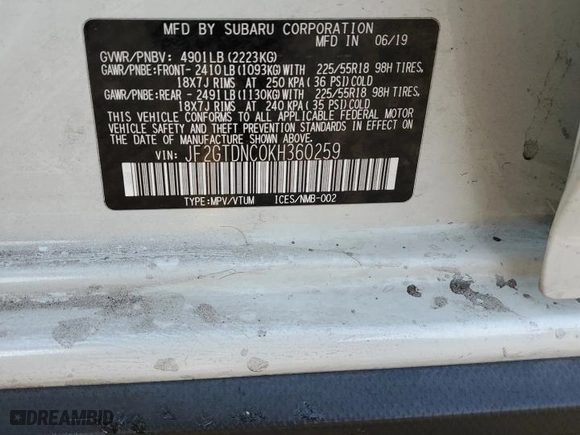 MFD BY SUBARU CORPORATION
MFD IN 06/19
GVWR/PNBV: 4901LB (2223KG)
GAWR/PNBE:FRONT- 2410LB(1093KG)WITH 225/55R18 98H TIRES,
18X7J RIMS AT 250 KPA(36 PSI)COLD
GAWR/PNBE:REAR - 2491LB(1130KG)WITH 225/55R18 98H TIRES,
18X7J RIMS AT 240 KPA(35 PSI)COLD
THIS VEHICLE CONFORMS TO ALL APPLICABLE FEDERAL MOTOR
VEHICLE SAFETY AND THEFT PREVENTION STANDARDS IN EFFECT ON
THE DATE OF MANUFACTURE SHOWN ABOVE.
VIN: JF2GTDNC0KH360259
TYPE:MPV/VTUM ICES/NMB-002
DREAMBID